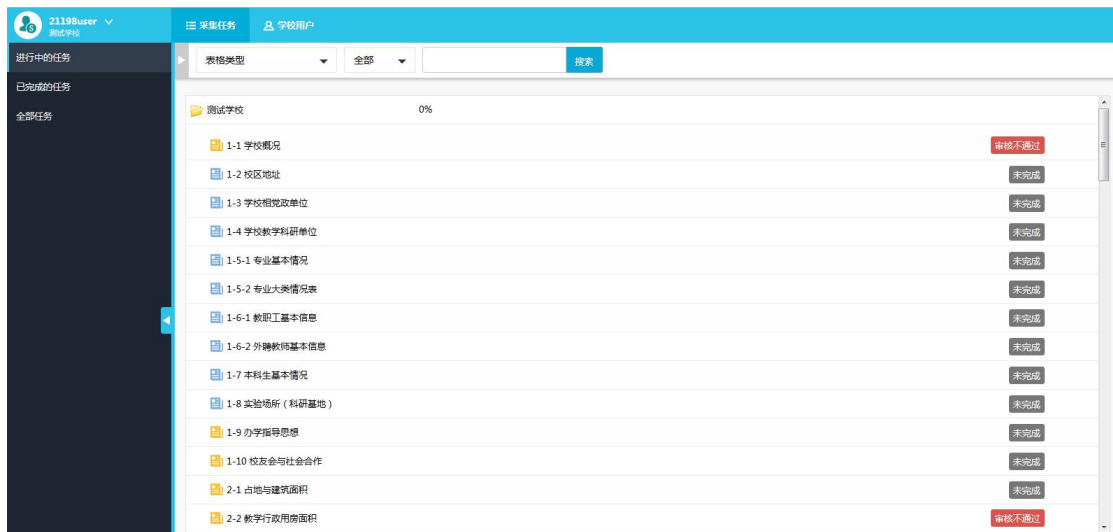 21198user
测试学校
采集任务 学校用户
进行中的任务
已完成的任务
全部任务
表格类型 全部 搜索
测试学校 0%
1-1 学校概况 审核不通过
1-2 校区地址 未完成
1-3 学校相党政单位 未完成
1-4 学校教学科研单位 未完成
1-5-1 专业基本情况 未完成
1-5-2 专业大类情况表 未完成
1-6-1 教职工基本信息 未完成
1-6-2 外聘教师基本信息 未完成
1-7 本科生基本情况 未完成
1-8 实验场所（科研基地） 未完成
1-9 办学指导思想 未完成
1-10 校友会与社会合作 未完成
2-1 占地与建筑面积 未完成
2-2 教学行政用房面积 审核不通过